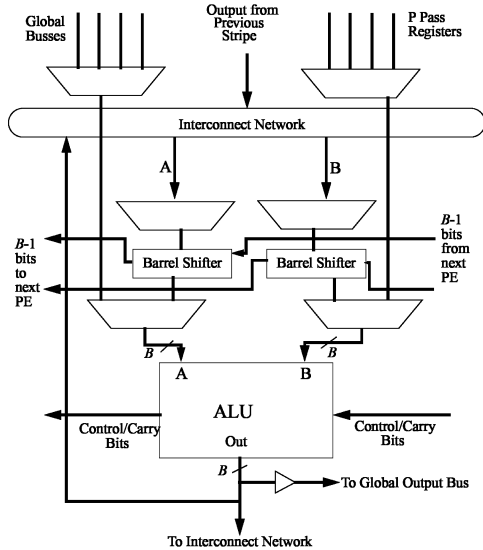 Global
Busses
Output from
Previous
Stripe
P Pass
Registers
Interconnect Network
A
B
B-1
bits
to
next
PE
B-1
bits
from
next
PE
Barrel Shifter
Barrel Shifter
B
B
A
B
ALU
Control/Carry
Bits
Control/Carry
Bits
Out
B
To Global Output Bus
To Interconnect Network